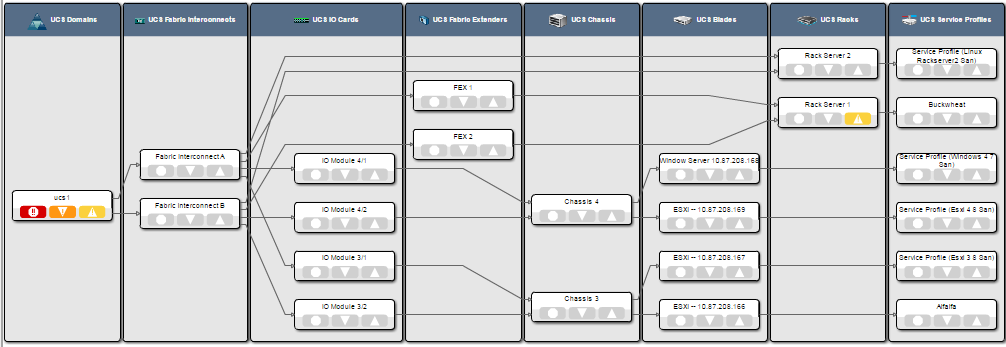 UCS Domains
UCS Fabric Interconnects
UCS IO Cards
UCS Fabric Extenders
UCS Chassis
UCS Blades
UCS Racks
UCS Service Profiles
Rack Server 2
Service Profile (Linux
Rackserver2 San)
FEX 1
Rack Server 1
Buckwheat
FEX 2
Fabric Interconnect A
IO Module 4/1
Window Server 10.87.208.168
Service Profile (Windows 4 7
San)
ucs1
Chassis 4
Fabric Interconnect B
IO Module 4/2
ESXI -- 10.87.208.169
Service Profile (Esxi 4 8 San)
IO Module 3/1
ESXI -- 10.87.208.167
Service Profile (Esxi 3 8 San)
Chassis 3
IO Module 3/2
ESXI -- 10.87.208.166
Alfalfa